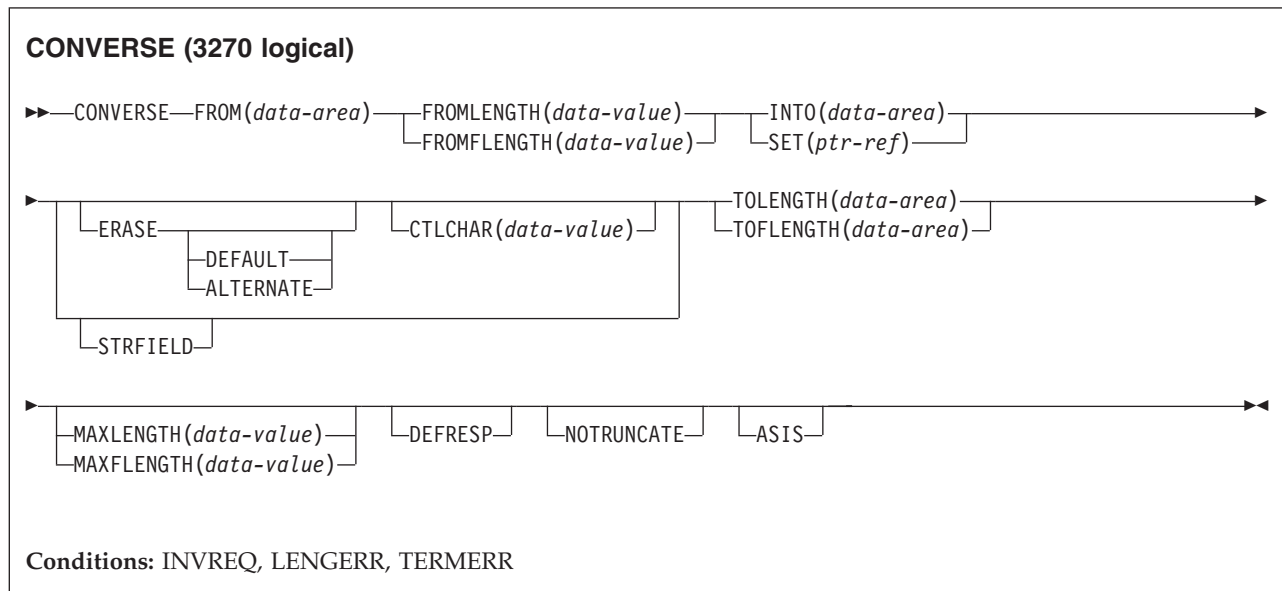 CONVERSE (3270 logical)
CONVERSE FROM(data-area) FROMLENGTH(data-value) INTO(data-area)
FROMFLENGTH(data-value) SET(ptr-ref)
TOLENGTH(data-area)
ERASE CTLCHAR(data-value) TOFLENGTH(data-area)
DEFAULT
ALTERNATE
STRFIELD
MAXLENGTH(data-value) DEFRESP NOTRUNCATE ASIS
MAXFLENGTH(data-value)
Conditions: INVREQ, LENGERR, TERMERR